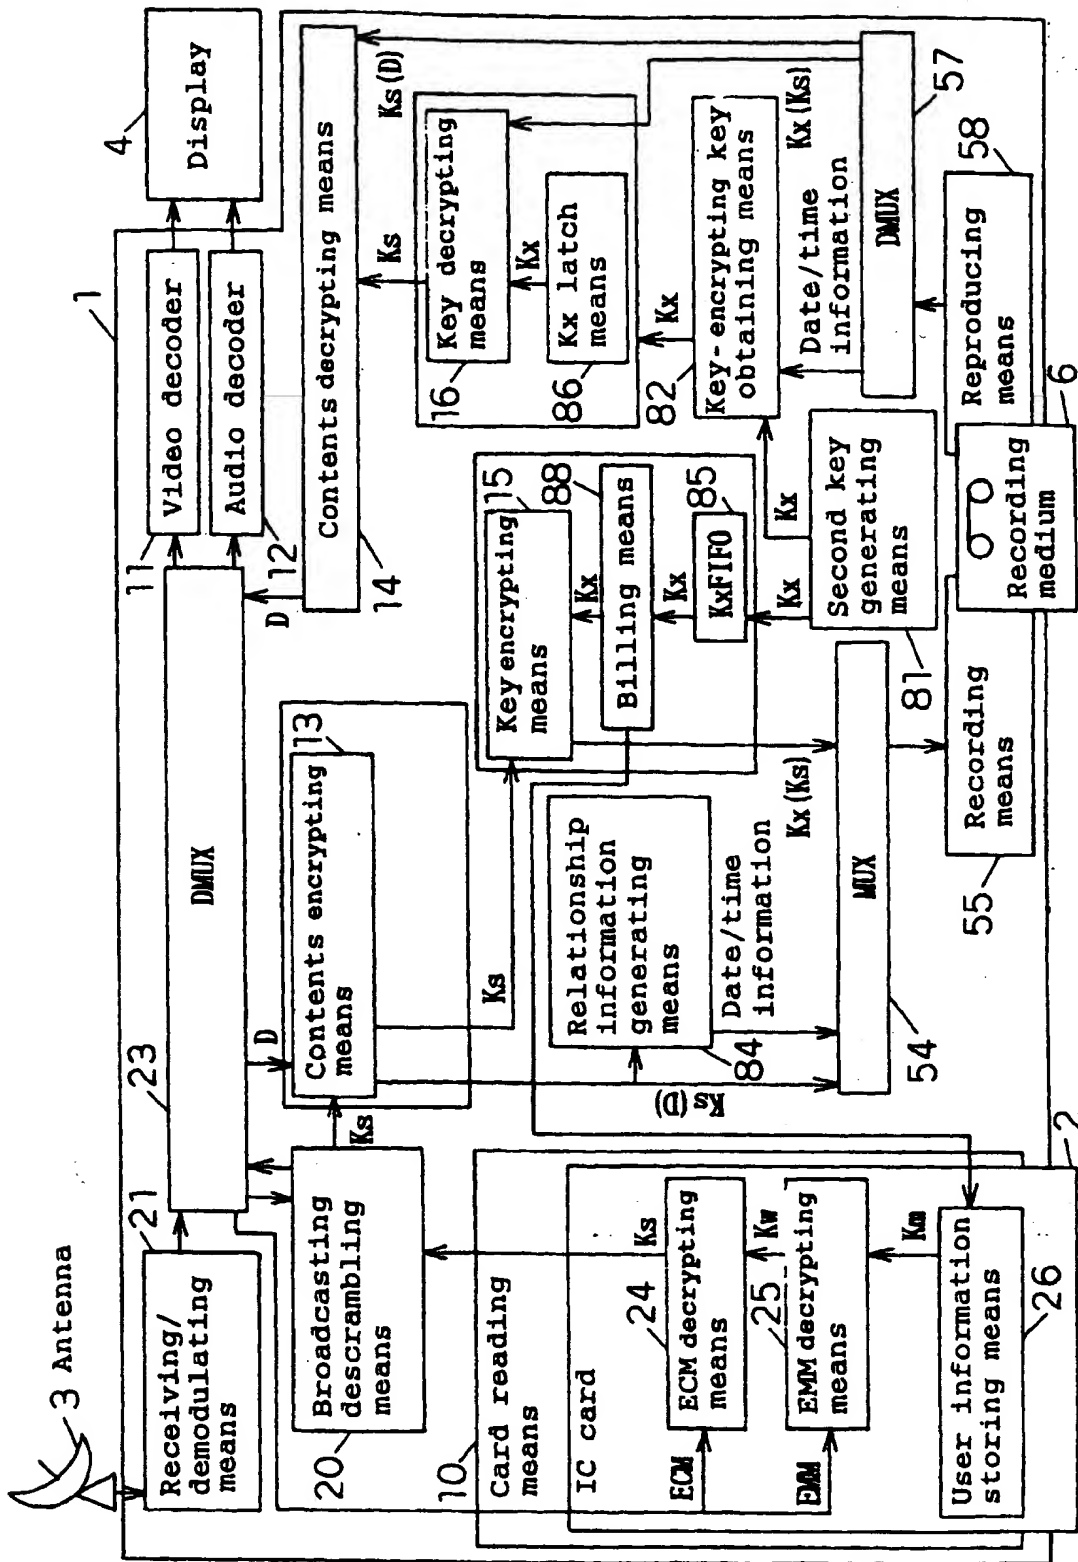 3 Antenna
21
Receiving/
demodulating
means
23
DMUX
11
Video decoder
Audio decoder
12
4
Display
1
D
D
20
Broadcasting
descrambling
means
Ks
Contents encrypting
means
13
14
Contents decrypting means
Ks(D)
Ks
10
Card reading
means
IC card
ECM
24
ECM decrypting
means
Ks
Kw
25
EMM
EMM decrypting
means
Km
User information
storing means
26
2
Ks
Ks(D)
Relationship
information
generating
means
84
Date/time
information
Key encrypting
means
15
Kx
Billing means
88
Kx
KxFIFO
85
Kx
Kx(Ks)
MUX
54
16
Key decrypting
means
Kx
Kx latch
means
86
Kx
82
Key-encrypting key
obtaining means
Kx(Ks)
Date/time
information
Kx
Second key
generating
means
81
DMUX
57
55
Recording
means
Recording
medium
6
Reproducing
means
58